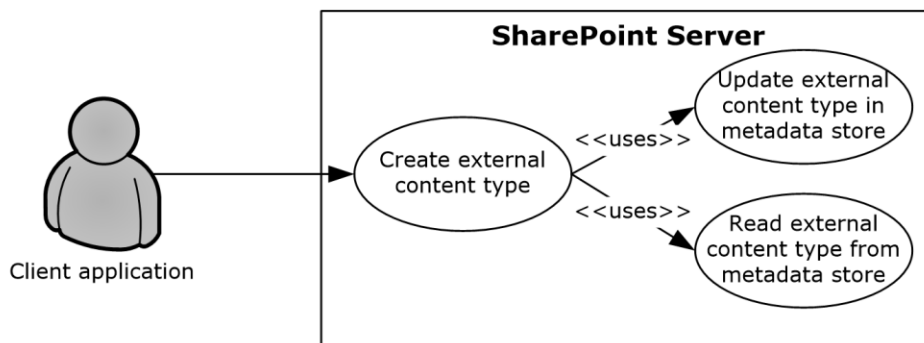 SharePoint Server
Update external
content type in
metadata store
<<uses>>
Create external
content type
<<uses>>
Read external
content type from
metadata store
Client application